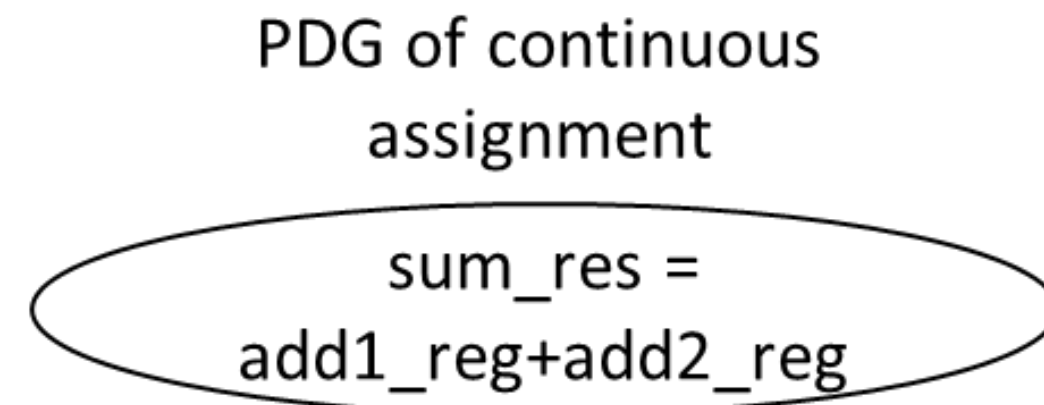 PDG of continuous
assignment
sum_res =
add1_reg+add2_reg